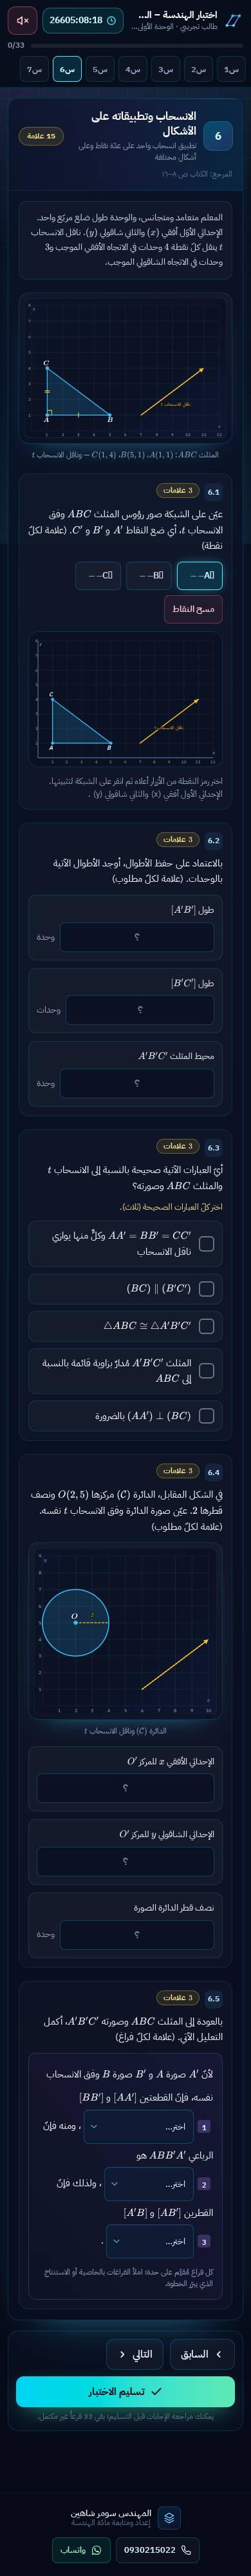 اختبار الهندسة – الـ...
طالب تجريبي · الوحدة الأولى...
26605:08:18
0/33
س1
س2
س3
س4
س5
س6
س7
6
الانسحاب وتطبيقاته على الأشكال
تطبيق انسحاب واحد على عدّة نقاط وعلى أشكال مختلفة
المرجع: الكتاب ص ٨–١٦
15 علامة
المعلم متعامد ومتجانس، والوحدة طول ضلع مربّع واحد.
الإحداثي الأوّل أفقي (x) والثاني شاقولي (y). الانسحاب
t ينقل كلّ نقطة 4 وحدات في الاتجاه الأفقي الموجب و3
وحدات في الاتجاه الشاقولي الموجب.
C
A
B
ناقل الانسحاب t
المثلث ABC: A(1,1)، B(5,1)، C(1,4) — وناقل الانسحاب t
6.1
3 علامات
عيّن على الشبكة صور رؤوس المثلث ABC وفق
الانسحاب t، أي ضع النقاط A′ و B′ و C′. (علامة لكلّ
نقطة)
A′ – –
B′ – –
C′ – –
مسح النقاط
C
A
B
ناقل الانسحاب t
اختر رمز النقطة من الأزرار أعلاه ثم انقر على الشبكة لتثبيتها.
الإحداثي الأول أفقي (x) والثاني شاقولي (y) .
6.2
3 علامات
بالاعتماد على حفظ الأطوال، أوجد الأطوال الآتية
بالوحدات. (علامة لكلّ مطلوب)
طول [A′B′]
؟
وحدة
طول [B′C′]
؟
وحدات
محيط المثلث A′B′C′
؟
وحدة
6.3
3 علامات
أيّ العبارات الآتية صحيحة بالنسبة إلى الانسحاب t
والمثلث ABC وصورته؟
اختر كلّ العبارات الصحيحة (ثلاث).
AA′ = BB′ = CC′ وكلٌّ منها يوازي
ناقل الانسحاب
(BC) ∥ (B′C′)
△ABC ≅ △A′B′C′
المثلث A′B′C′ مُدارٌ بزاوية قائمة بالنسبة
إلى ABC
(AA′) ⊥ (BC) بالضرورة
6.4
3 علامات
في الشكل المقابل، الدائرة (C) مركزها O(2,5) ونصف
قطرها 2. عيّن صورة الدائرة وفق الانسحاب t نفسه.
(علامة لكلّ مطلوب)
O
2
الدائرة (C) وناقل الانسحاب t
الإحداثي الأفقي x للمركز O′
؟
الإحداثي الشاقولي y للمركز O′
؟
نصف قطر الدائرة الصورة
؟
وحدة
6.5
3 علامات
بالعودة إلى المثلث ABC وصورته A′B′C′، أكمل
التعليل الآتي. (علامة لكلّ فراغ)
لأنّ A′ صورة A و B′ صورة B وفق الانسحاب
نفسه، فإنّ القطعتين [AA′] و [BB′]
1 اختر... ، ومنه فإنّ
الرباعي ABB′A′ هو
2 اختر... ، ولذلك فإنّ
القطرين [AB′] و [A′B]
3 اختر... .
كل فراغ مُقيَّم على حدة: املأ الفراغات بالخاصية أو الاستنتاج
الذي يبرّر الخطوة.
السابق
التالي
تسليم الاختبار
يمكنك مراجعة الإجابات قبل التسليم؛ بقي 33 فرعاً غير مكتمل.
المهندس سومر شاهين
إعداد ومتابعة مادّة الهندسة
0930215022
واتساب